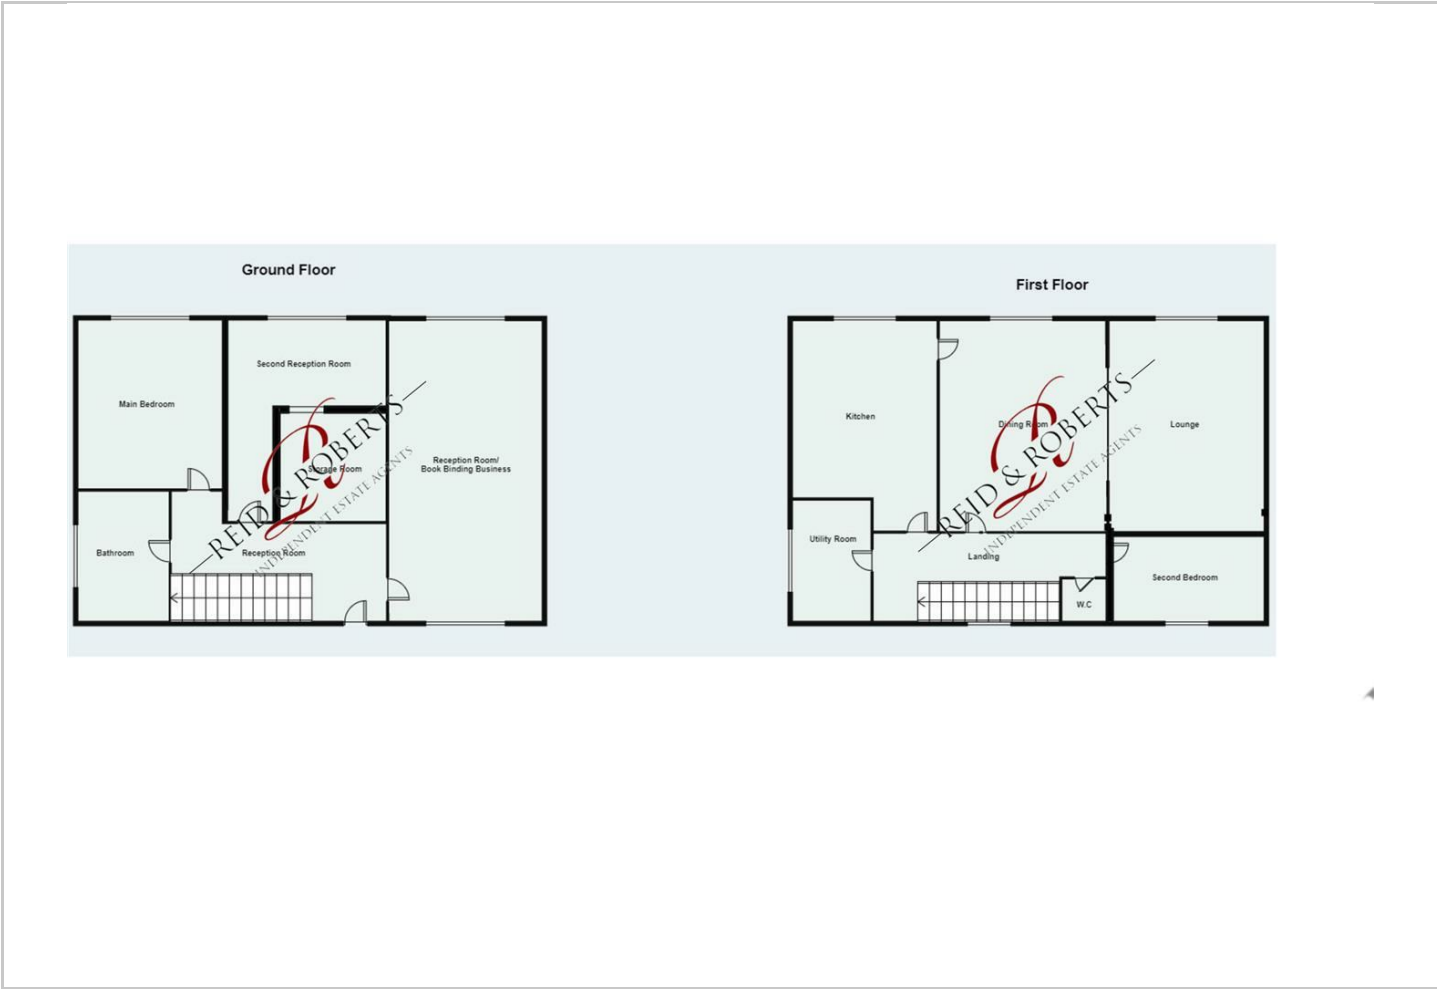 Ground Floor
First Floor
Second Reception Room
Main Bedroom
Storage Room
Reception Room/
Book Binding Business
Bathroom
Reception Room
REID & ROBERTS
INDEPENDENT ESTATE AGENTS
Kitchen
Dining Room
Lounge
Utility Room
Landing
Second Bedroom
W.C
REID & ROBERTS
INDEPENDENT ESTATE AGENTS